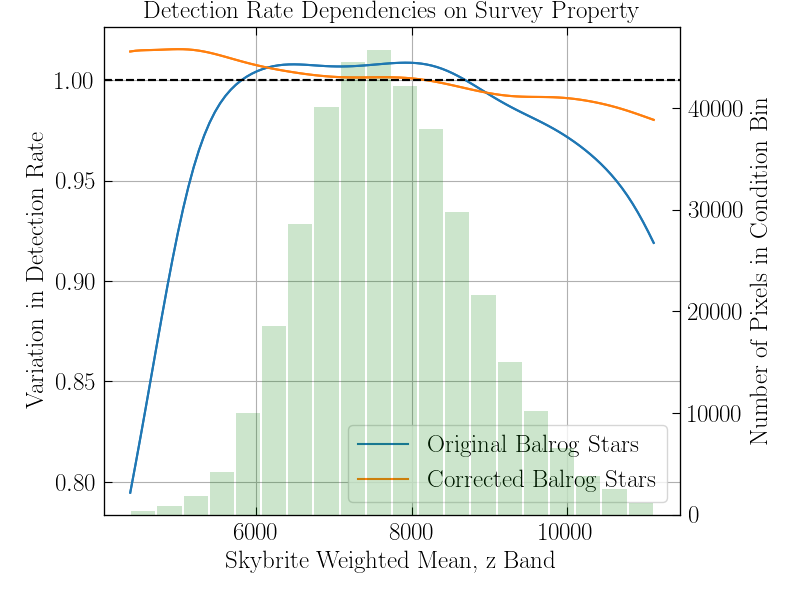 Detection Rate Dependencies on Survey Property
Variation in Detection Rate
1.00
0.95
0.90
0.85
0.80
40000
30000
20000
10000
0
Number of Pixels in Condition Bin
Original Balrog Stars
Corrected Balrog Stars
6000 8000 10000
Skybrite Weighted Mean, z Band